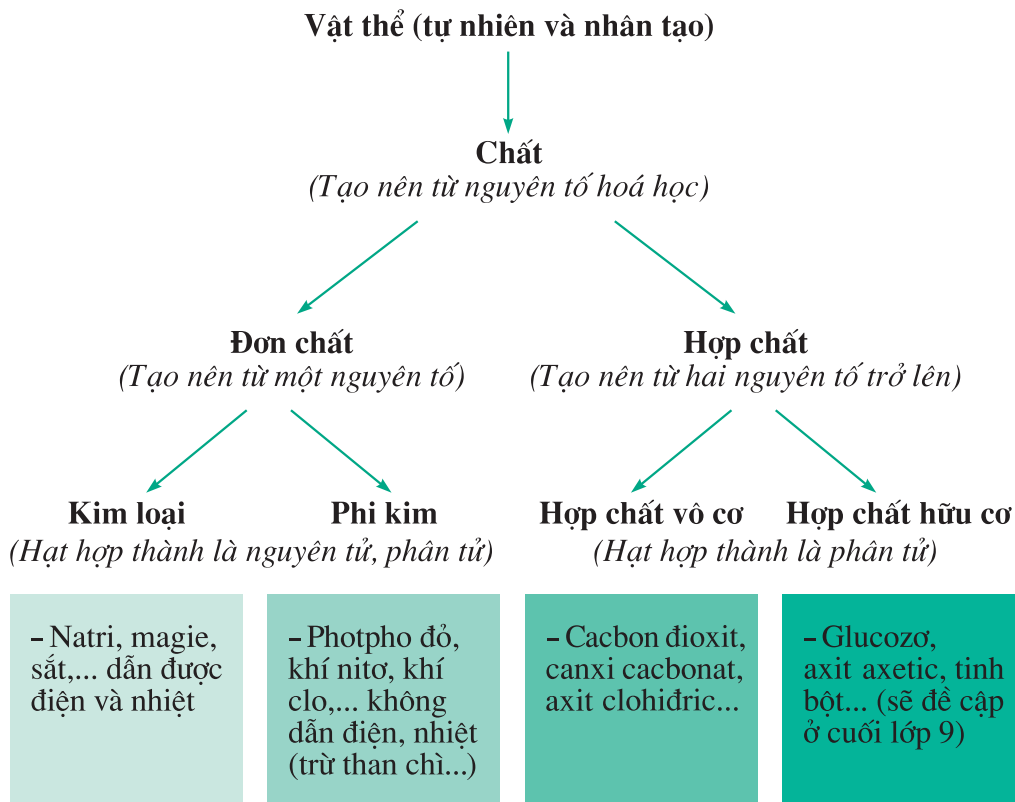 Vật thể (tự nhiên và nhân tạo)
Chất
(Tạo nên từ nguyên tố hoá học)
Đơn chất
(Tạo nên từ một nguyên tố)
Hợp chất
(Tạo nên từ hai nguyên tố trở lên)
Kim loại
Phi kim
(Hạt hợp thành là nguyên tử, phân tử)
Hợp chất vô cơ
Hợp chất hữu cơ
(Hạt hợp thành là phân tử)
– Natri, magie,
sắt,... dẫn được
điện và nhiệt
– Photpho đỏ,
khí nitơ, khí
clo,... không
dẫn điện, nhiệt
(trừ than chì...)
– Cacbon đioxit,
canxi cacbonat,
axit clohiđric...
– Glucozơ,
axit axetic, tinh
bột... (sẽ đề cập
ở cuối lớp 9)